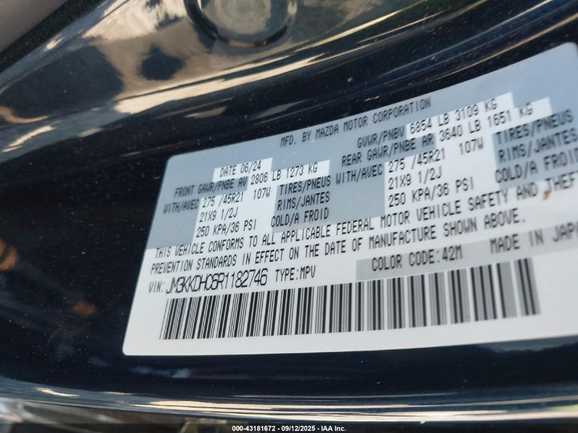 MFD. BY MAZDA MOTOR CORPORATION
DATE 06/24
GVWR/PNBV 6854 LB 3109 KG
FRONT GAWR/PNBE AV 2806 LB 1273 KG
REAR GAWR/PNBE AR 3640 LB 1651 KG
WITH/AVEC 275 /45R21 107W TIRES/PNEUS
WITH/AVEC 275 /45R21 107W TIRES/PNEUS
21X9 1/2J RIMS/JANTES
21X9 1/2J RIMS/JANTES
250 KPA/36 PSI COLD/A FROID
250 KPA/36 PSI COLD/A FROID
THIS VEHICLE CONFORMS TO ALL APPLICABLE FEDERAL MOTOR VEHICLE SAFETY AND THEFT
PREVENTION STANDARDS IN EFFECT ON THE DATE OF MANUFACTURE SHOWN ABOVE.
VIN: JM3KKDHC6R1182746 TYPE:MPV COLOR CODE:42M MADE IN
00-43181672 - 09/12/2025 - IAA Inc.